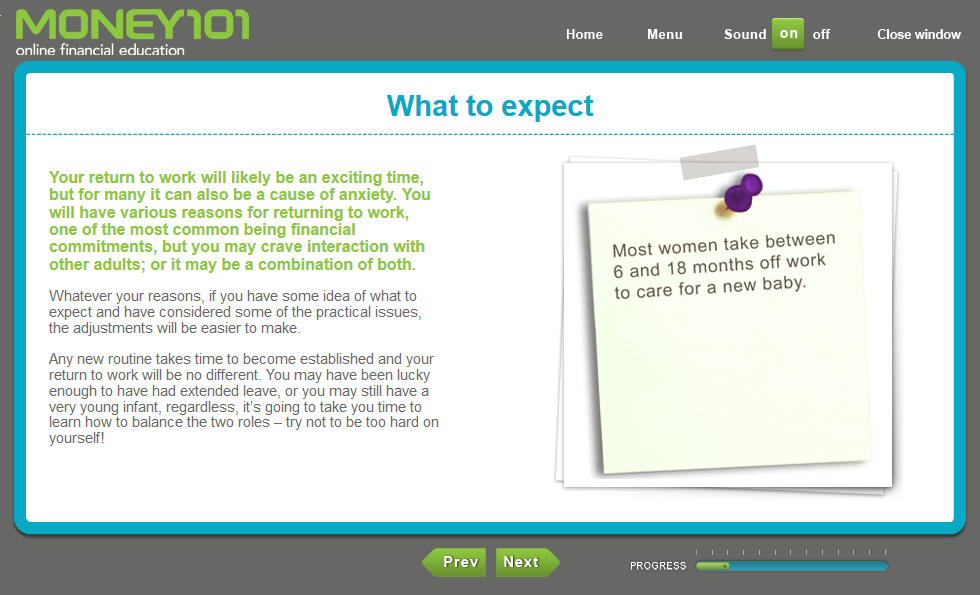 MONEY101
online financial education
Home Menu Sound on off Close window
What to expect
Your return to work will likely be an exciting time,
but for many it can also be a cause of anxiety. You
will have various reasons for returning to work,
one of the most common being financial
commitments, but you may crave interaction with
other adults; or it may be a combination of both.
Whatever your reasons, if you have some idea of what to
expect and have considered some of the practical issues,
the adjustments will be easier to make.
Any new routine takes time to become established and your
return to work will be no different. You may have been lucky
enough to have had extended leave, or you may still have a
very young infant, regardless, it’s going to take you time to
learn how to balance the two roles – try not to be too hard on
yourself!
Most women take between
6 and 18 months off work
to care for a new baby.
Prev Next
PROGRESS